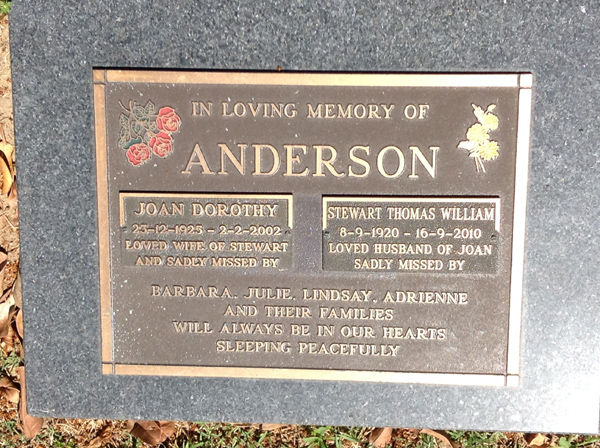 IN LOVING MEMORY OF
ANDERSON
JOAN DOROTHY
25-12-1925 - 2-2-2002
LOVED WIFE OF STEWART
AND SADLY MISSED BY
STEWART THOMAS WILLIAM
8-9-1920 - 16-9-2010
LOVED HUSBAND OF JOAN
SADLY MISSED BY
BARBARA, JULIE, LINDSAY, ADRIENNE
AND THEIR FAMILIES
WILL ALWAYS BE IN OUR HEARTS
SLEEPING PEACEFULLY